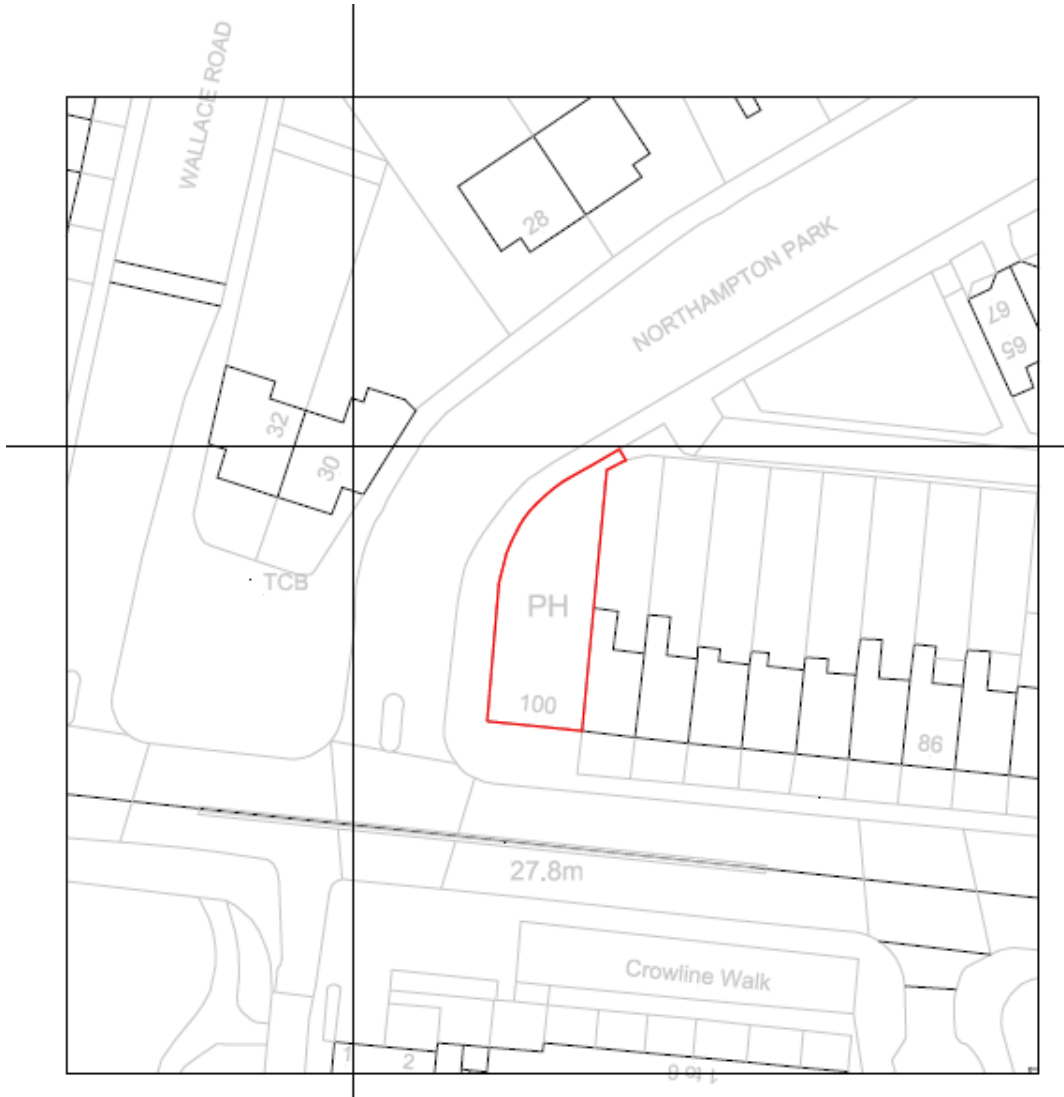 WALLACE ROAD
28
NORTHAMPTON PARK
67
65
32
30
TCB
PH
100
86
27.8m
Crowline Walk
1
2
1 to 6